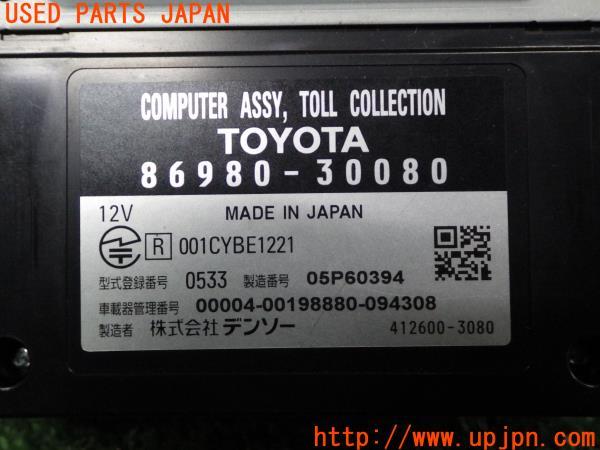 USED PARTS JAPAN
COMPUTER ASSY, TOLL COLLECTION
TOYOTA
86980-30080
12V MADE IN JAPAN
R 001CYBE1221
型式登録番号 0533 製造番号 05P60394
車載器管理番号 00004-00198880-094308
製造者 株式会社デンソー 412600-3080
http://www.upjpn.com